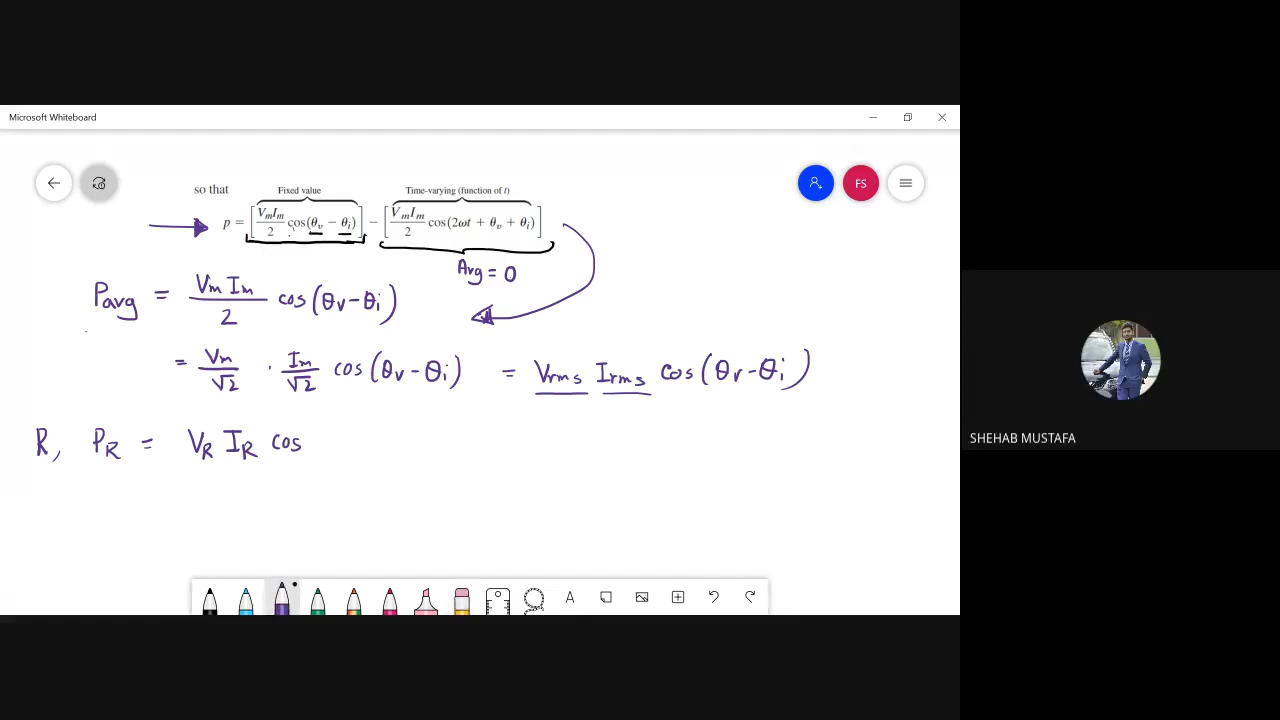 Microsoft Whiteboard
FS
so that
Fixed value
Time-varying (function of t)
p = [VmIm/2 cos(θv − θi)] − [VmIm/2 cos(2ωt + θv + θi)]
Avg = 0
Pavg = Vm Im / 2 cos(θv − θi)
= Vm/√2 · Im/√2 cos(θv − θi) = Vrms Irms cos(θv − θi)
R, PR = VR IR cos
A
SHEHAB MUSTAFA